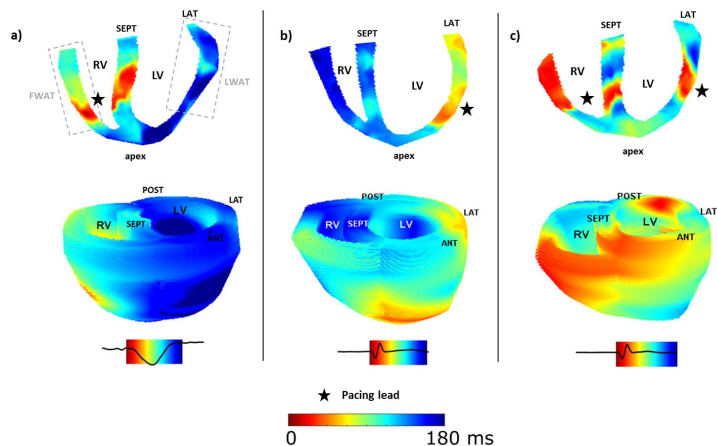 a)
SEPT
LAT
RV
LV
FWAT
LWAT
apex
POST
LAT
RV
SEPT
LV
ANT
b)
LAT
SEPT
RV
LV
apex
POST
LAT
RV
SEPT
LV
ANT
c)
LAT
SEPT
RV
LV
apex
POST
LAT
SEPT
LV
RV
ANT
Pacing lead
0
180 ms